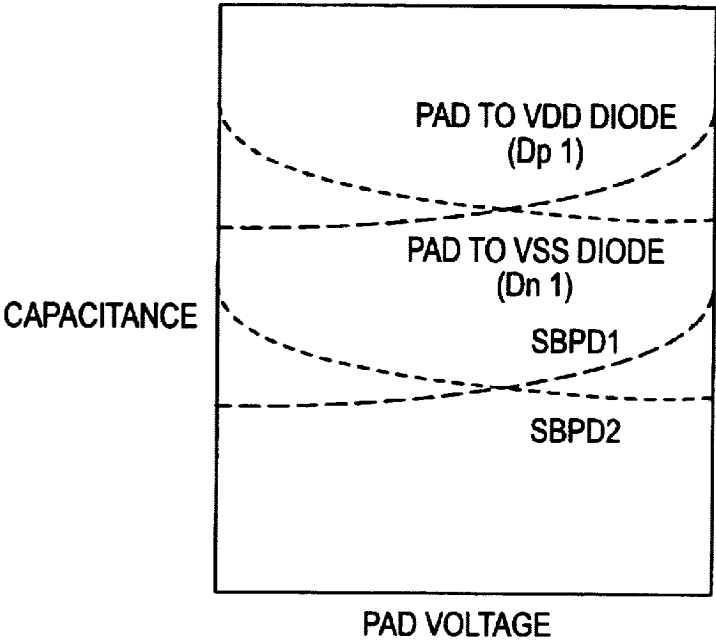 PAD TO VDD DIODE
(Dp 1)
PAD TO VSS DIODE
(Dn 1)
CAPACITANCE
SBPD1
SBPD2
PAD VOLTAGE